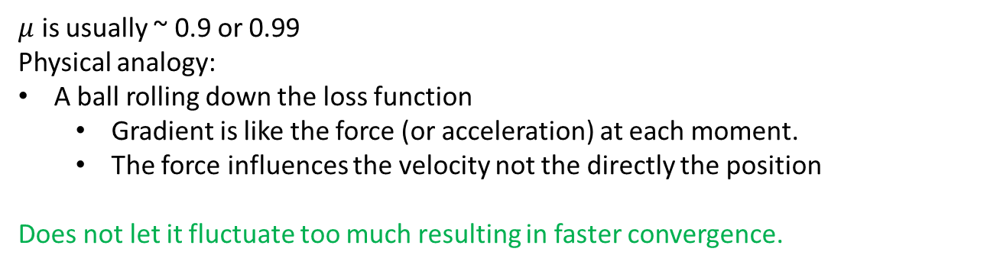 μ is usually ~ 0.9 or 0.99
Physical analogy:
• A ball rolling down the loss function
• Gradient is like the force (or acceleration) at each moment.
• The force influences the velocity not the directly the position
Does not let it fluctuate too much resulting in faster convergence.